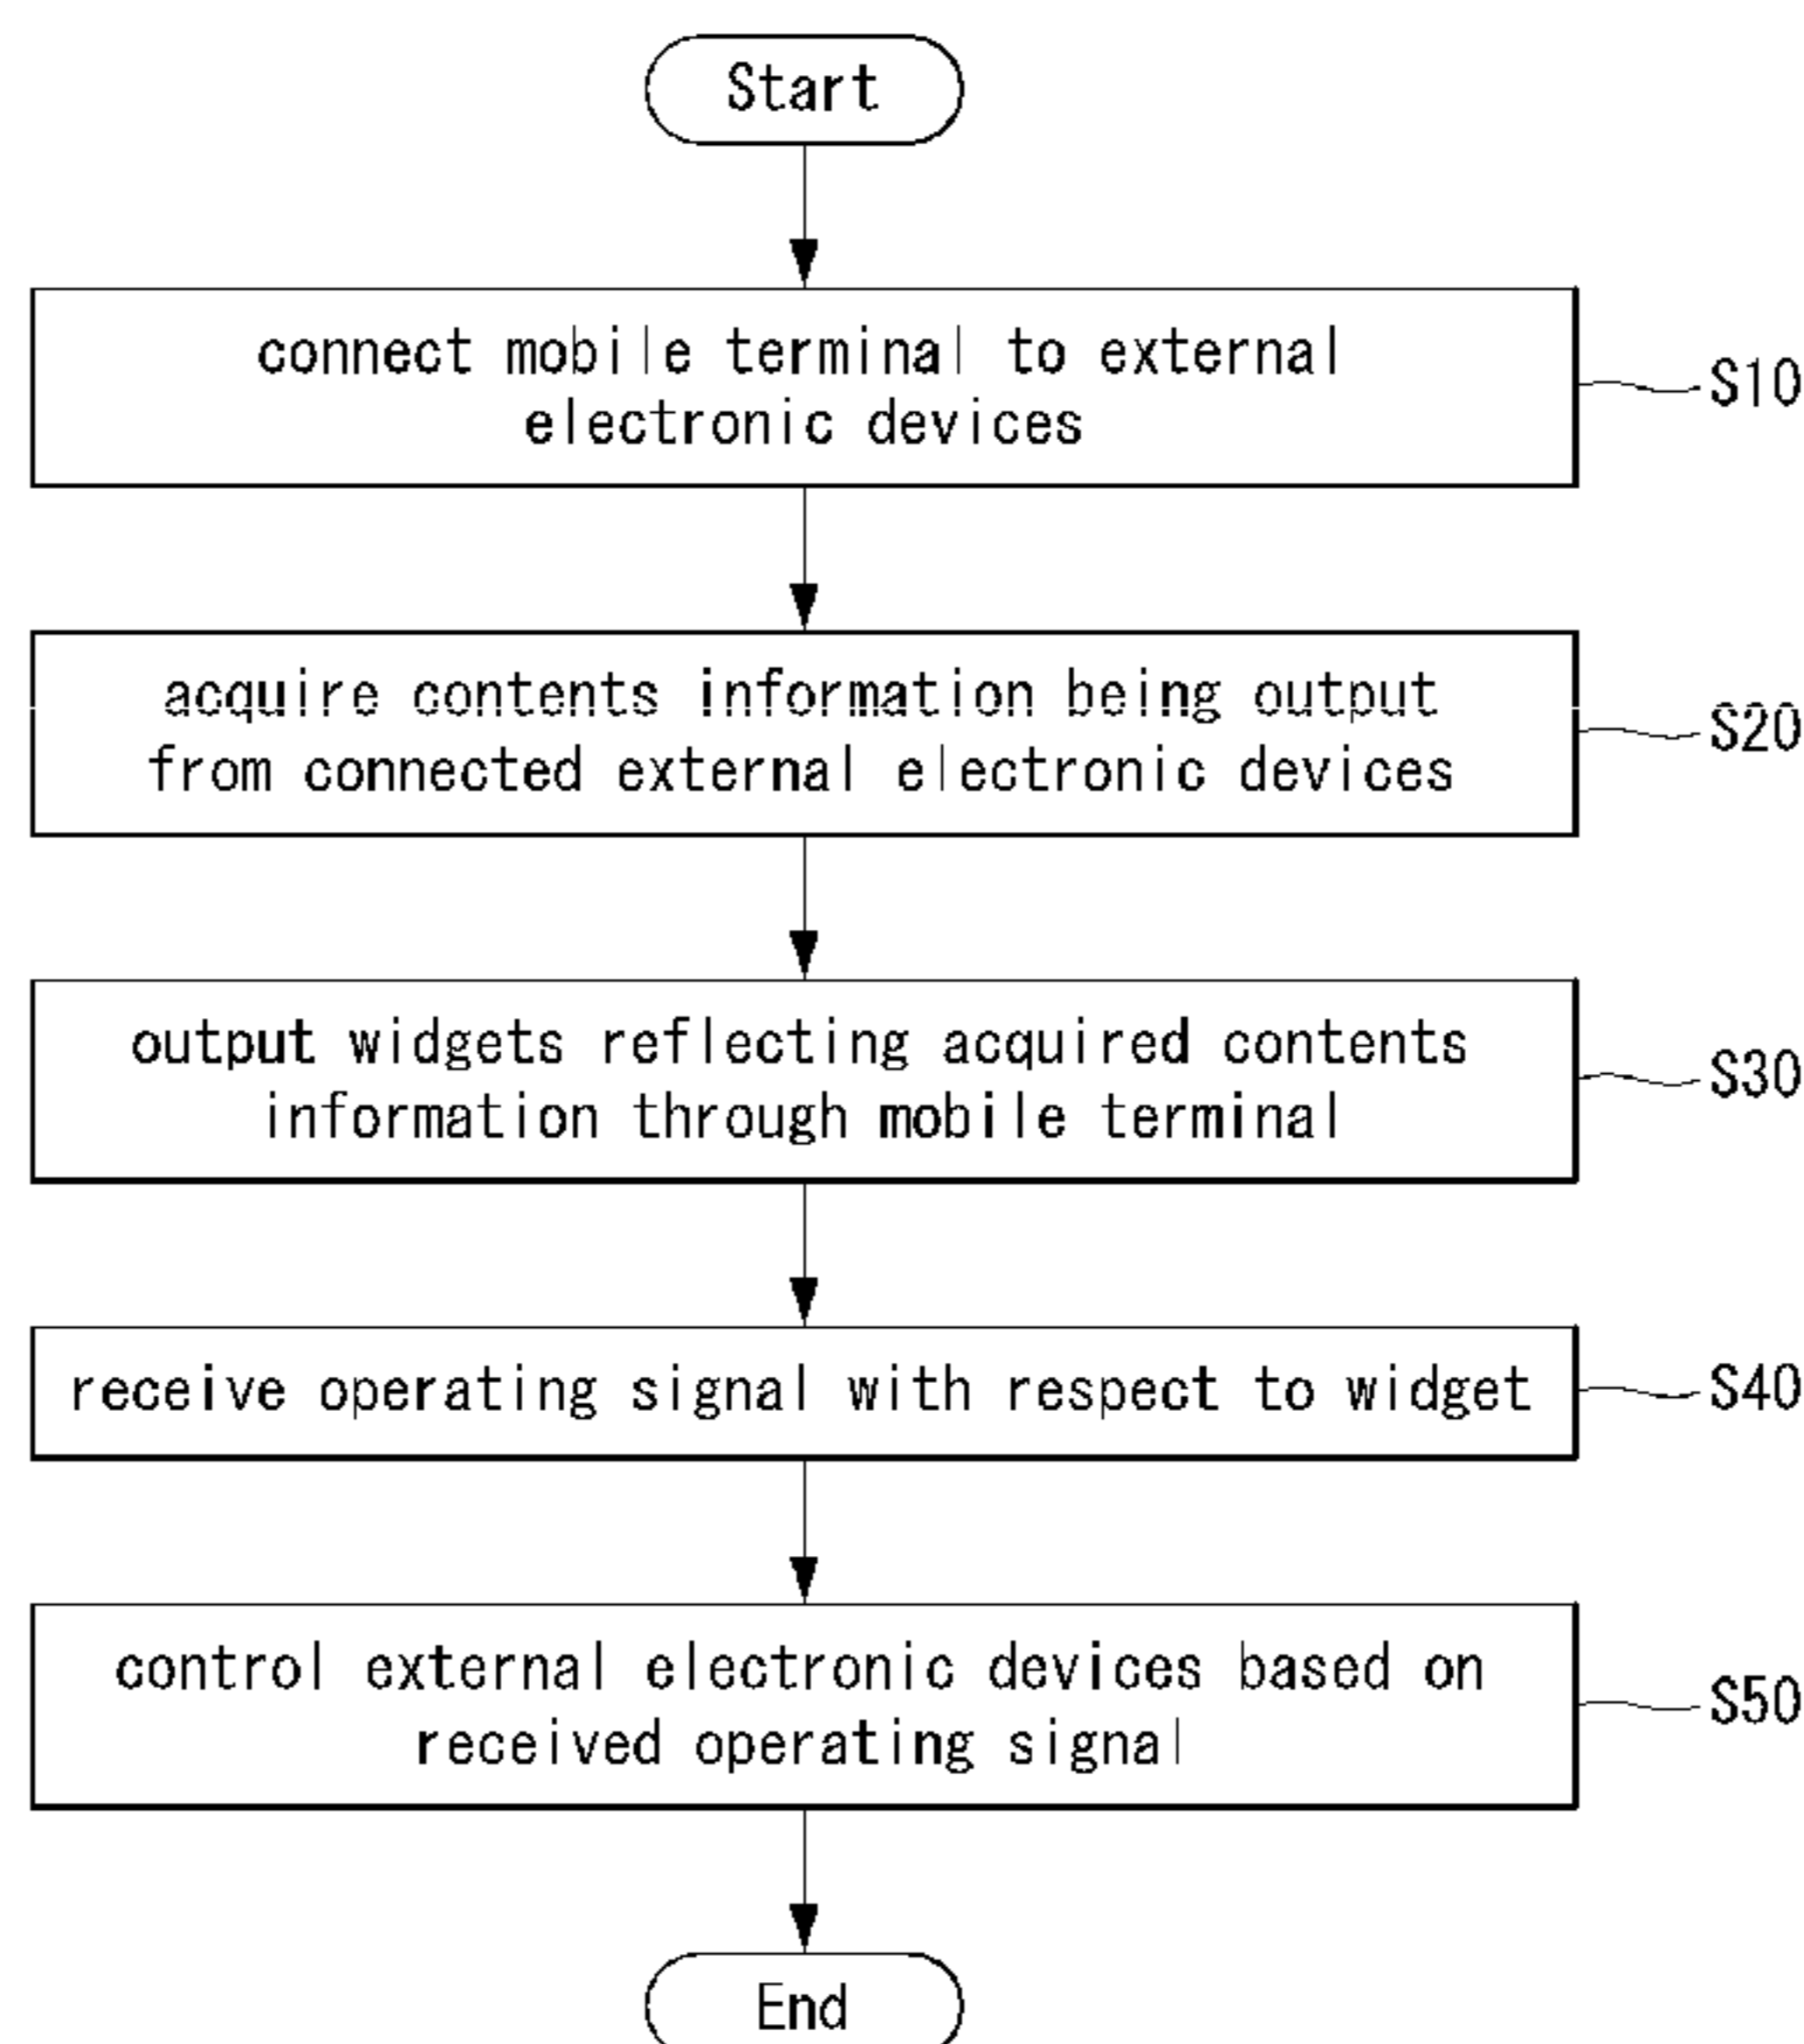 Start
connect mobile terminal to external
electronic devices
S10
acquire contents information being output
from connected external electronic devices
S20
output widgets reflecting acquired contents
information through mobile terminal
S30
receive operating signal with respect to widget
S40
control external electronic devices based on
received operating signal
S50
End